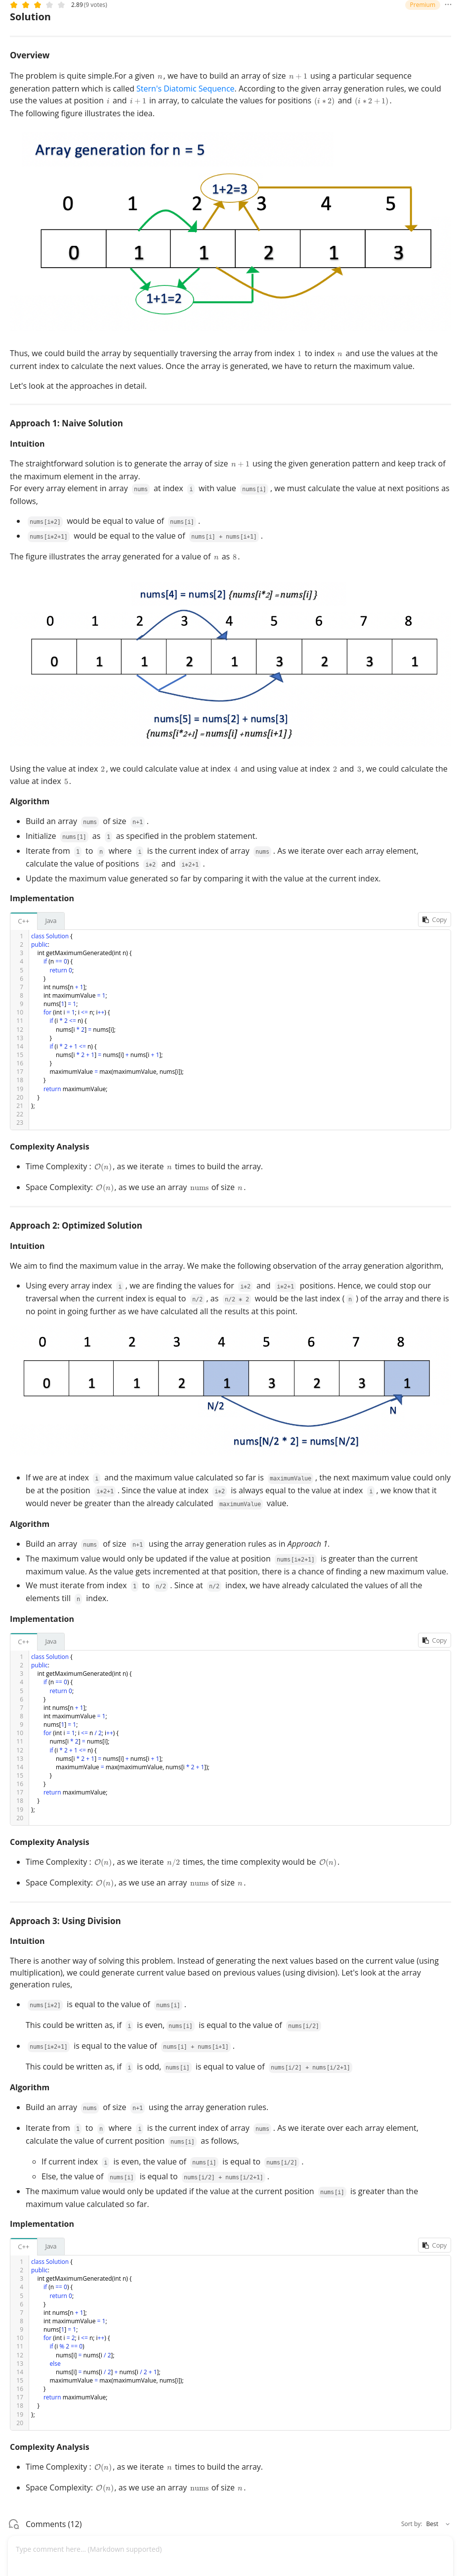 2.89 (9 votes)
Premium
Solution
Overview
The problem is quite simple.For a given n, we have to build an array of size n + 1 using a particular sequence
generation pattern which is called Stern's Diatomic Sequence. According to the given array generation rules, we could
use the values at position i and i + 1 in array, to calculate the values for positions (i ∗ 2) and (i ∗ 2 + 1).
The following figure illustrates the idea.
Array generation for n = 5
1+2=3
0 1 2 3 4 5
0 1 1 2 1 3
1+1=2
Thus, we could build the array by sequentially traversing the array from index 1 to index n and use the values at the
current index to calculate the next values. Once the array is generated, we have to return the maximum value.
Let's look at the approaches in detail.
Approach 1: Naive Solution
Intuition
The straightforward solution is to generate the array of size n + 1 using the given generation pattern and keep track of
the maximum element in the array.
For every array element in array nums at index i with value nums[i] , we must calculate the value at next positions as
follows,
• nums[i∗2] would be equal to value of nums[i] .
• nums[i∗2+1] would be equal to the value of nums[i] + nums[i+1] .
The figure illustrates the array generated for a value of n as 8.
nums[4] = nums[2] {nums[i*2] =nums[i] }
0 1 2 3 4 5 6 7 8
0 1 1 2 1 3 2 3 1
nums[5] = nums[2] + nums[3]
{nums[i*2+1] =nums[i] +nums[i+1] }
Using the value at index 2, we could calculate value at index 4 and using value at index 2 and 3, we could calculate the
value at index 5.
Algorithm
• Build an array nums of size n+1 .
• Initialize nums[1] as 1 as specified in the problem statement.
• Iterate from 1 to n where i is the current index of array nums . As we iterate over each array element,
calculate the value of positions i∗2 and i∗2+1 .
• Update the maximum value generated so far by comparing it with the value at the current index.
Implementation
C++ Java Copy
1 class Solution {
2 public:
3 int getMaximumGenerated(int n) {
4 if (n == 0) {
5 return 0;
6 }
7 int nums[n + 1];
8 int maximumValue = 1;
9 nums[1] = 1;
10 for (int i = 1; i <= n; i++) {
11 if (i * 2 <= n) {
12 nums[i * 2] = nums[i];
13 }
14 if (i * 2 + 1 <= n) {
15 nums[i * 2 + 1] = nums[i] + nums[i + 1];
16 }
17 maximumValue = max(maximumValue, nums[i]);
18 }
19 return maximumValue;
20 }
21 };
22
23
Complexity Analysis
• Time Complexity : O(n), as we iterate n times to build the array.
• Space Complexity: O(n), as we use an array nums of size n.
Approach 2: Optimized Solution
Intuition
We aim to find the maximum value in the array. We make the following observation of the array generation algorithm,
• Using every array index i , we are finding the values for i∗2 and i∗2+1 positions. Hence, we could stop our
traversal when the current index is equal to n/2 , as n/2 ∗ 2 would be the last index ( n ) of the array and there is
no point in going further as we have calculated all the results at this point.
0 1 2 3 4 5 6 7 8
0 1 1 2 1 3 2 3 1
N/2 N
nums[N/2 * 2] = nums[N/2]
• If we are at index i and the maximum value calculated so far is maximumValue , the next maximum value could only
be at the position i∗2+1 . Since the value at index i∗2 is always equal to the value at index i , we know that it
would never be greater than the already calculated maximumValue value.
Algorithm
• Build an array nums of size n+1 using the array generation rules as in Approach 1.
• The maximum value would only be updated if the value at position nums[i∗2+1] is greater than the current
maximum value. As the value gets incremented at that position, there is a chance of finding a new maximum value.
• We must iterate from index 1 to n/2 . Since at n/2 index, we have already calculated the values of all the
elements till n index.
Implementation
C++ Java Copy
1 class Solution {
2 public:
3 int getMaximumGenerated(int n) {
4 if (n == 0) {
5 return 0;
6 }
7 int nums[n + 1];
8 int maximumValue = 1;
9 nums[1] = 1;
10 for (int i = 1; i <= n / 2; i++) {
11 nums[i * 2] = nums[i];
12 if (i * 2 + 1 <= n) {
13 nums[i * 2 + 1] = nums[i] + nums[i + 1];
14 maximumValue = max(maximumValue, nums[i * 2 + 1]);
15 }
16 }
17 return maximumValue;
18 }
19 };
20
Complexity Analysis
• Time Complexity : O(n), as we iterate n/2 times, the time complexity would be O(n).
• Space Complexity: O(n), as we use an array nums of size n.
Approach 3: Using Division
Intuition
There is another way of solving this problem. Instead of generating the next values based on the current value (using
multiplication), we could generate current value based on previous values (using division). Let's look at the array
generation rules,
• nums[i∗2] is equal to the value of nums[i] .
This could be written as, if i is even, nums[i] is equal to the value of nums[i/2]
• nums[i∗2+1] is equal to the value of nums[i] + nums[i+1] .
This could be written as, if i is odd, nums[i] is equal to value of nums[i/2] + nums[i/2+1]
Algorithm
• Build an array nums of size n+1 using the array generation rules.
• Iterate from 1 to n where i is the current index of array nums . As we iterate over each array element,
calculate the value of current position nums[i] as follows,
◦ If current index i is even, the value of nums[i] is equal to nums[i/2] .
◦ Else, the value of nums[i] is equal to nums[i/2] + nums[i/2+1] .
• The maximum value would only be updated if the value at the current position nums[i] is greater than the
maximum value calculated so far.
Implementation
C++ Java Copy
1 class Solution {
2 public:
3 int getMaximumGenerated(int n) {
4 if (n == 0) {
5 return 0;
6 }
7 int nums[n + 1];
8 int maximumValue = 1;
9 nums[1] = 1;
10 for (int i = 2; i <= n; i++) {
11 if (i % 2 == 0)
12 nums[i] = nums[i / 2];
13 else
14 nums[i] = nums[i / 2] + nums[i / 2 + 1];
15 maximumValue = max(maximumValue, nums[i]);
16 }
17 return maximumValue;
18 }
19 };
20
Complexity Analysis
• Time Complexity : O(n), as we iterate n times to build the array.
• Space Complexity: O(n), as we use an array nums of size n.
Comments (12) Sort by: Best
Type comment here... (Markdown supported)